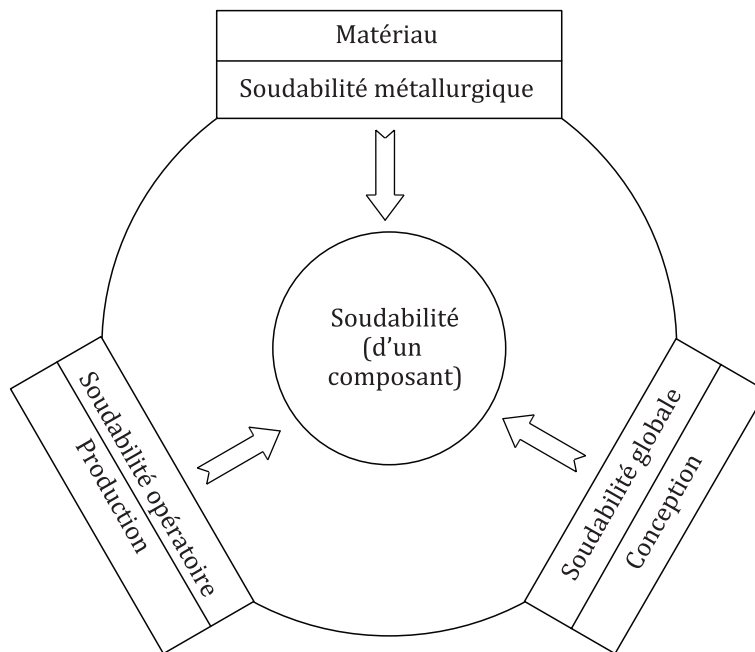 Matériau
Soudabilité métallurgique
Soudabilité
(d'un
composant)
Soudabilité opératoire
Production
Soudabilité globale
Conception